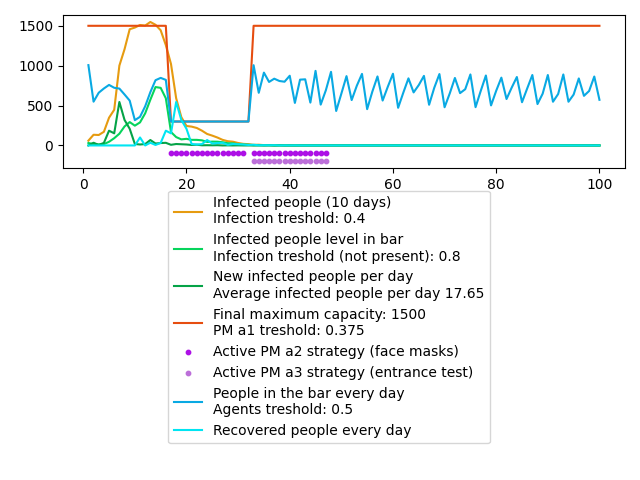 1500
1000
500
0
0
20
40
60
80
100
Infected people (10 days)
Infection treshold: 0.4
Infected people level in bar
Infection treshold (not present): 0.8
New infected people per day
Average infected people per day 17.65
Final maximum capacity: 1500
PM a1 treshold: 0.375
Active PM a2 strategy (face masks)
Active PM a3 strategy (entrance test)
People in the bar every day
Agents treshold: 0.5
Recovered people every day